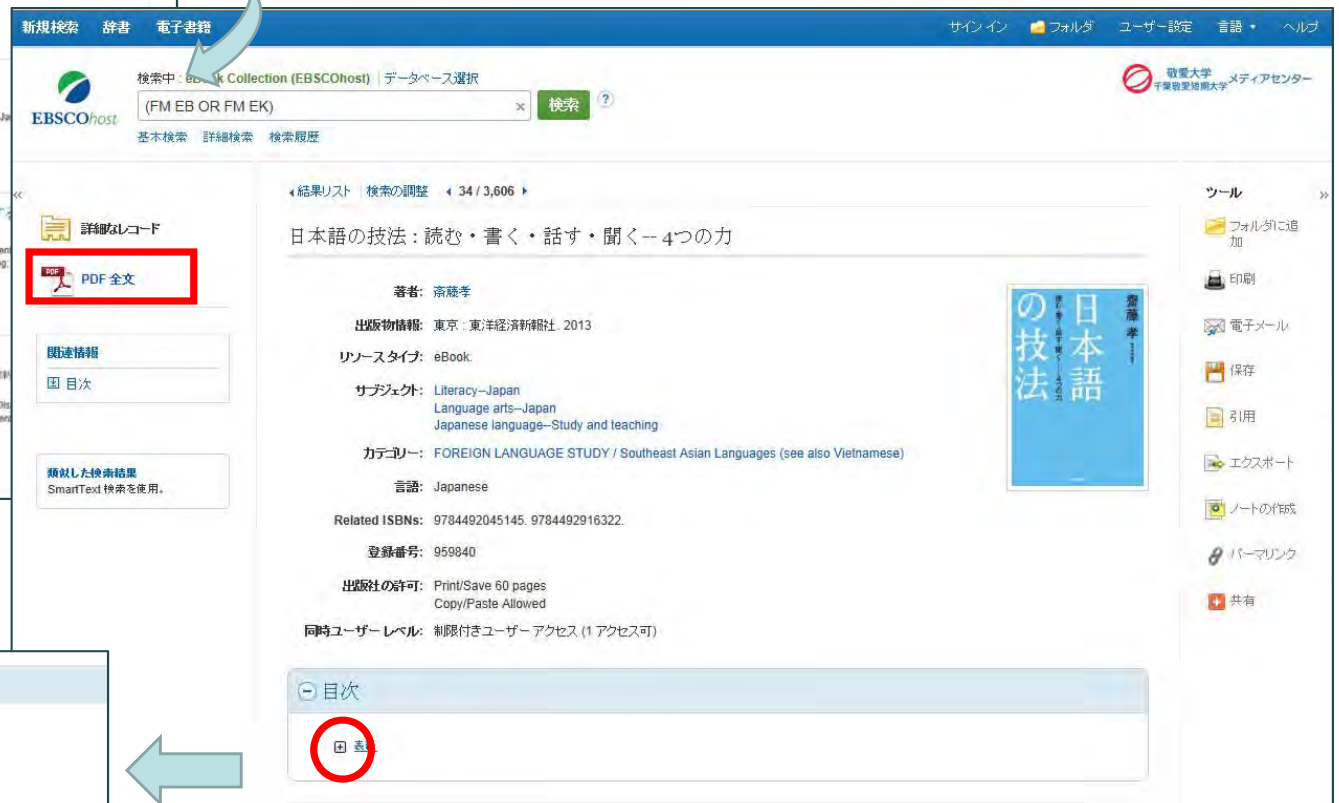 新規検索 辞書 電子書籍 サインイン フォルダ ユーザー設定 言語 ヘルプ
検索中: eBook Collection (EBSCOhost) データベース選択
敬愛大学
千葉敬愛短期大学 メディアセンター
EBSCOhost
(FM EB OR FM EK) × 検索 ?
基本検索 詳細検索 検索履歴
«
結果リスト 検索の調整 34 / 3,606
詳細なレコード
PDF 全文
関連情報
目次
類似した検索結果
SmartText 検索を使用。
日本語の技法 : 読む・書く・話す・聞く-- 4つの力
著者: 斎藤孝
出版物情報: 東京 : 東洋経済新報社. 2013
リソース タイプ: eBook.
サブジェクト: Literacy--Japan
Language arts--Japan
Japanese language--Study and teaching
カテゴリー: FOREIGN LANGUAGE STUDY / Southeast Asian Languages (see also Vietnamese)
言語: Japanese
Related ISBNs: 9784492045145. 9784492916322.
登録番号: 959840
出版社の許可: Print/Save 60 pages
Copy/Paste Allowed
同時ユーザー レベル: 制限付きユーザー アクセス (1 アクセス可)
齋藤 孝
日本語
の技法
読む・書く・話す・聞く――4つの力
目次
ツール »
フォルダに追
加
印刷
電子メール
保存
引用
エクスポート
ノートの作成
パーマリンク
共有